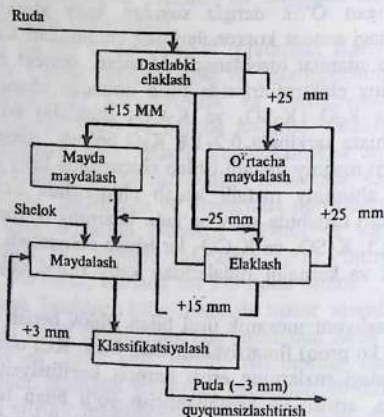 Ruda
Dastlabki
elaklash
+25 mm
+15 MM
Mayda
maydalash
O'rtacha
maydalash
Shelok
–25 mm
+25 mm
Maydalash
Elaklash
+15 mm
+3 mm
Klassifikatsiyalash
Puda (−3 mm)
quyqumsizlashtirish